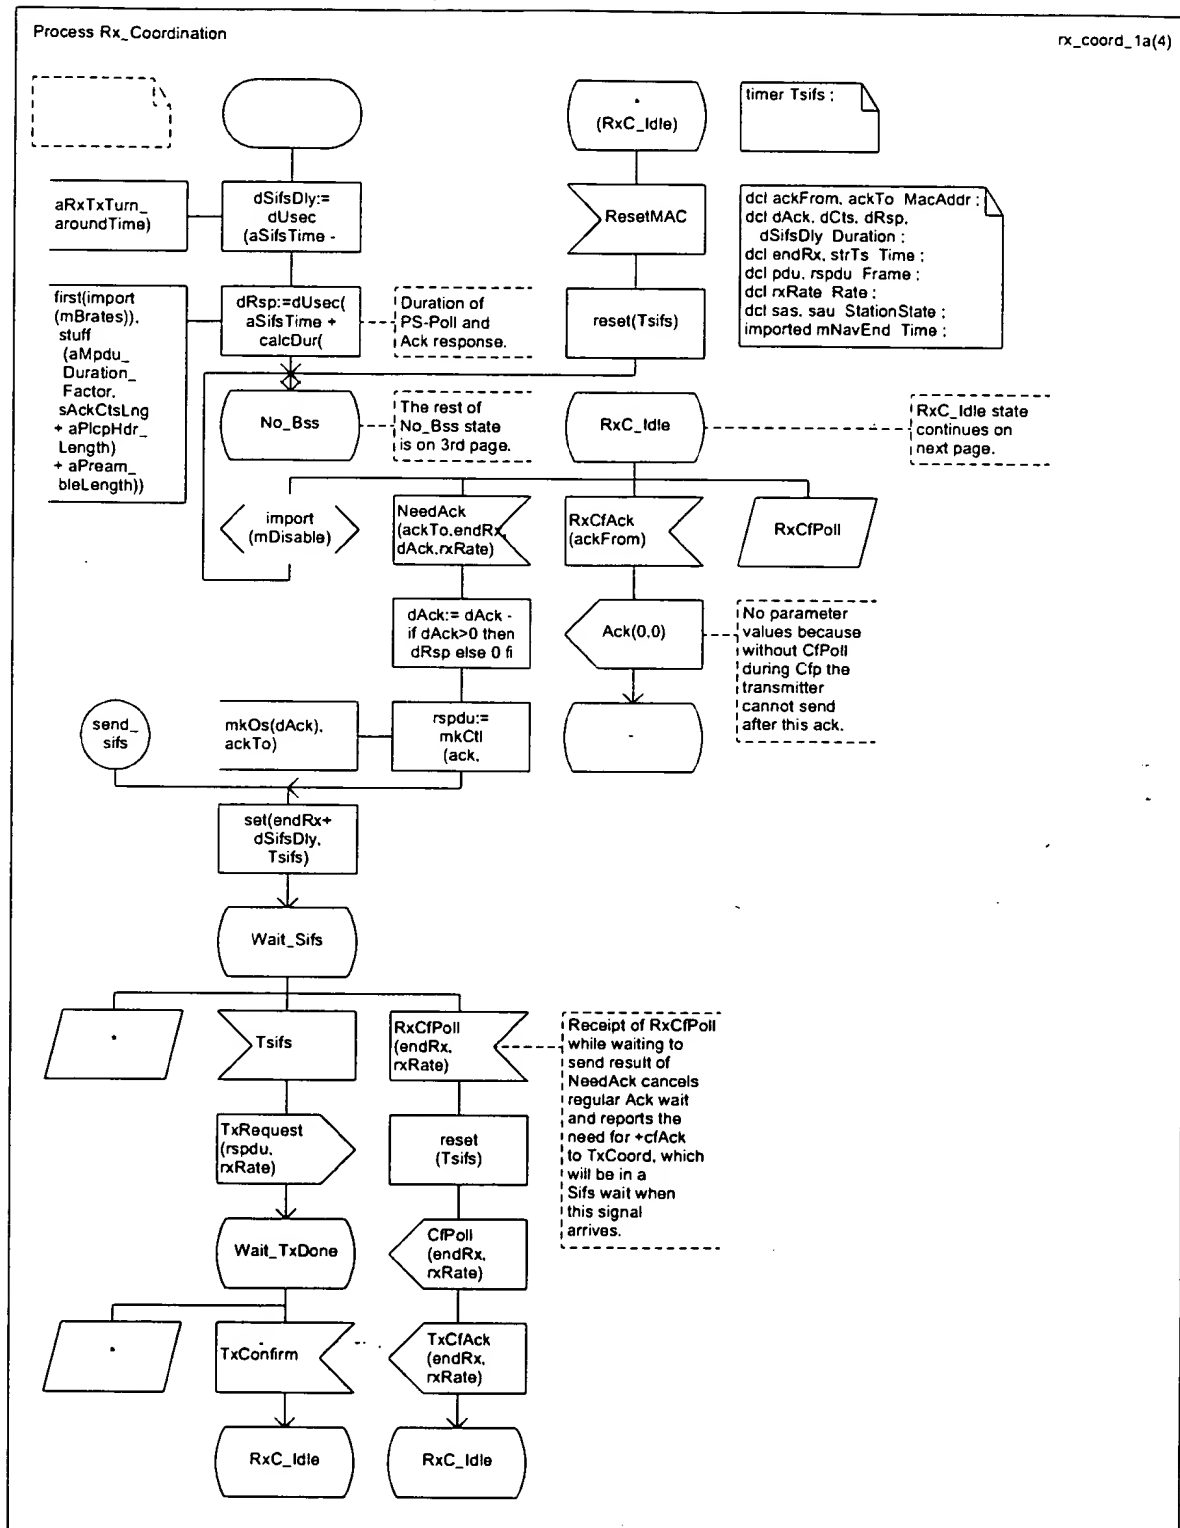 Process Rx_Coordination
rx_coord_1a(4)
*
(RxC_Idle)
timer Tsifs ;
aRxTxTurn_
aroundTime)
dSifsDly:=
dUsec
(aSifsTime -
ResetMAC
dcl ackFrom, ackTo MacAddr ;
dcl dAck, dCts, dRsp,
dSifsDly Duration ;
dcl endRx, strTs Time ;
dcl pdu, rspdu Frame ;
dcl rxRate Rate ;
dcl sas, sau StationState ;
imported mNavEnd Time ;
first(import
(mBrates)),
stuff
(aMpdu_
Duration_
Factor,
sAckCtsLng
+ aPlcpHdr_
Length)
+ aPream_
bleLength))
dRsp:=dUsec(
aSifsTime +
calcDur(
Duration of
PS-Poll and
Ack response.
reset(Tsifs)
No_Bss
The rest of
No_Bss state
is on 3rd page.
RxC_Idle
RxC_Idle state
continues on
next page.
import
(mDisable)
NeedAck
(ackTo,endRx,
dAck,rxRate)
RxCfAck
(ackFrom)
RxCfPoll
dAck:= dAck -
if dAck>0 then
dRsp else 0 fi
Ack(0,0)
No parameter
values because
without CfPoll
during Cfp the
transmitter
cannot send
after this ack.
send_
sifs
mkOs(dAck),
ackTo)
rspdu:=
mkCtl
(ack,
-
set(endRx+
dSifsDly,
Tsifs)
Wait_Sifs
*
Tsifs
RxCfPoll
(endRx,
rxRate)
Receipt of RxCfPoll
while waiting to
send result of
NeedAck cancels
regular Ack wait
and reports the
need for +cfAck
to TxCoord, which
will be in a
Sifs wait when
this signal
arrives.
TxRequest
(rspdu,
rxRate)
reset
(Tsifs)
Wait_TxDone
CfPoll
(endRx,
rxRate)
*
TxConfirm
TxCfAck
(endRx,
rxRate)
RxC_Idle
RxC_Idle